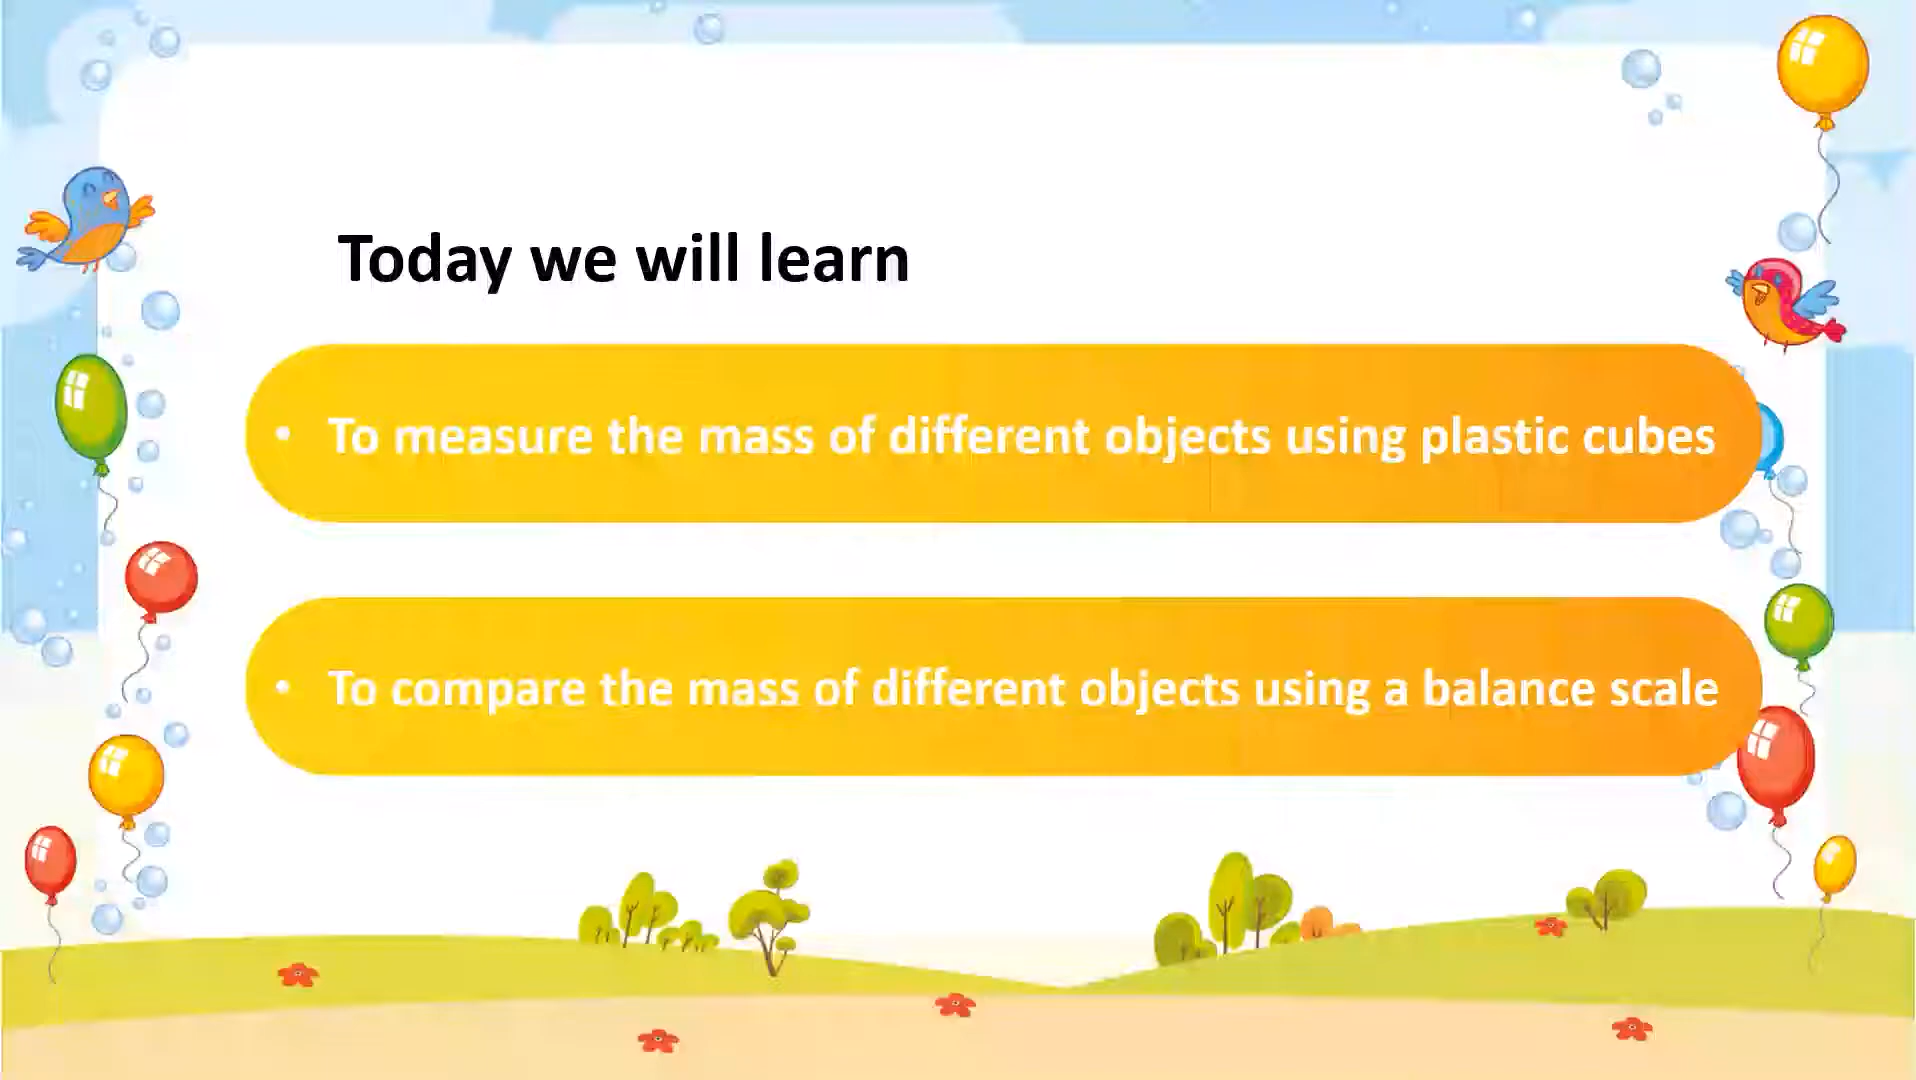 Today we will learn
• To measure the mass of different objects using plastic cubes
• To compare the mass of different objects using a balance scale